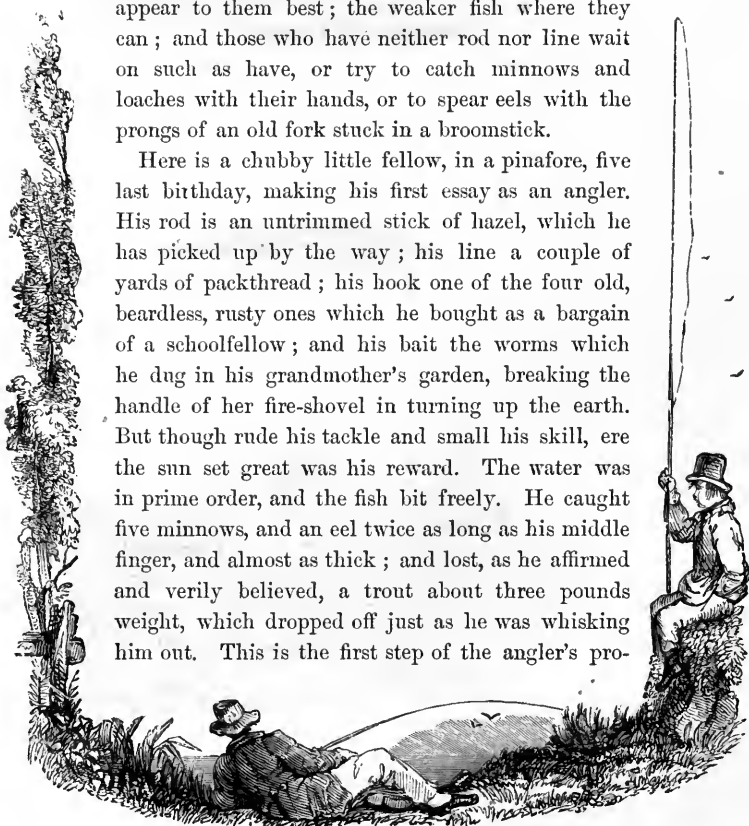 appear to them best ; the weaker fish where they
can ; and those who have neither rod nor line wait
on such as have, or try to catch minnows and
loaches with their hands, or to spear eels with the
prongs of an old fork stuck in a broomstick.
Here is a chubby little fellow, in a pinafore, five
last birthday, making his first essay as an angler.
His rod is an untrimmed stick of hazel, which he
has picked up by the way ; his line a couple of
yards of packthread ; his hook one of the four old,
beardless, rusty ones which he bought as a bargain
of a schoolfellow ; and his bait the worms which
he dug in his grandmother's garden, breaking the
handle of her fire-shovel in turning up the earth.
But though rude his tackle and small his skill, ere
the sun set great was his reward. The water was
in prime order, and the fish bit freely. He caught
five minnows, and an eel twice as long as his middle
finger, and almost as thick ; and lost, as he affirmed
and verily believed, a trout about three pounds
weight, which dropped off just as he was whisking
him out. This is the first step of the angler's pro-